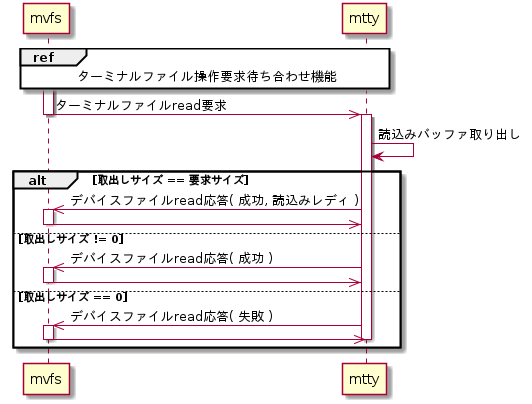 mvfs
mtty
ref
ターミナルファイル操作要求待ち合わせ機能
ターミナルファイルread要求
読込みバッファ取り出し
alt
[取出しサイズ == 要求サイズ]
デバイスファイルread応答( 成功, 読込みレディ )
[取出しサイズ != 0]
デバイスファイルread応答( 成功 )
[取出しサイズ == 0]
デバイスファイルread応答( 失敗 )
mvfs
mtty